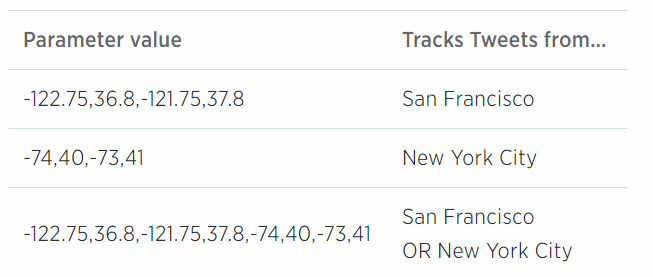 Parameter value Tracks Tweets from...
-122.75,36.8,-121.75,37.8 San Francisco
-74,40,-73,41 New York City
-122.75,36.8,-121.75,37.8,-74,40,-73,41 San Francisco
OR New York City